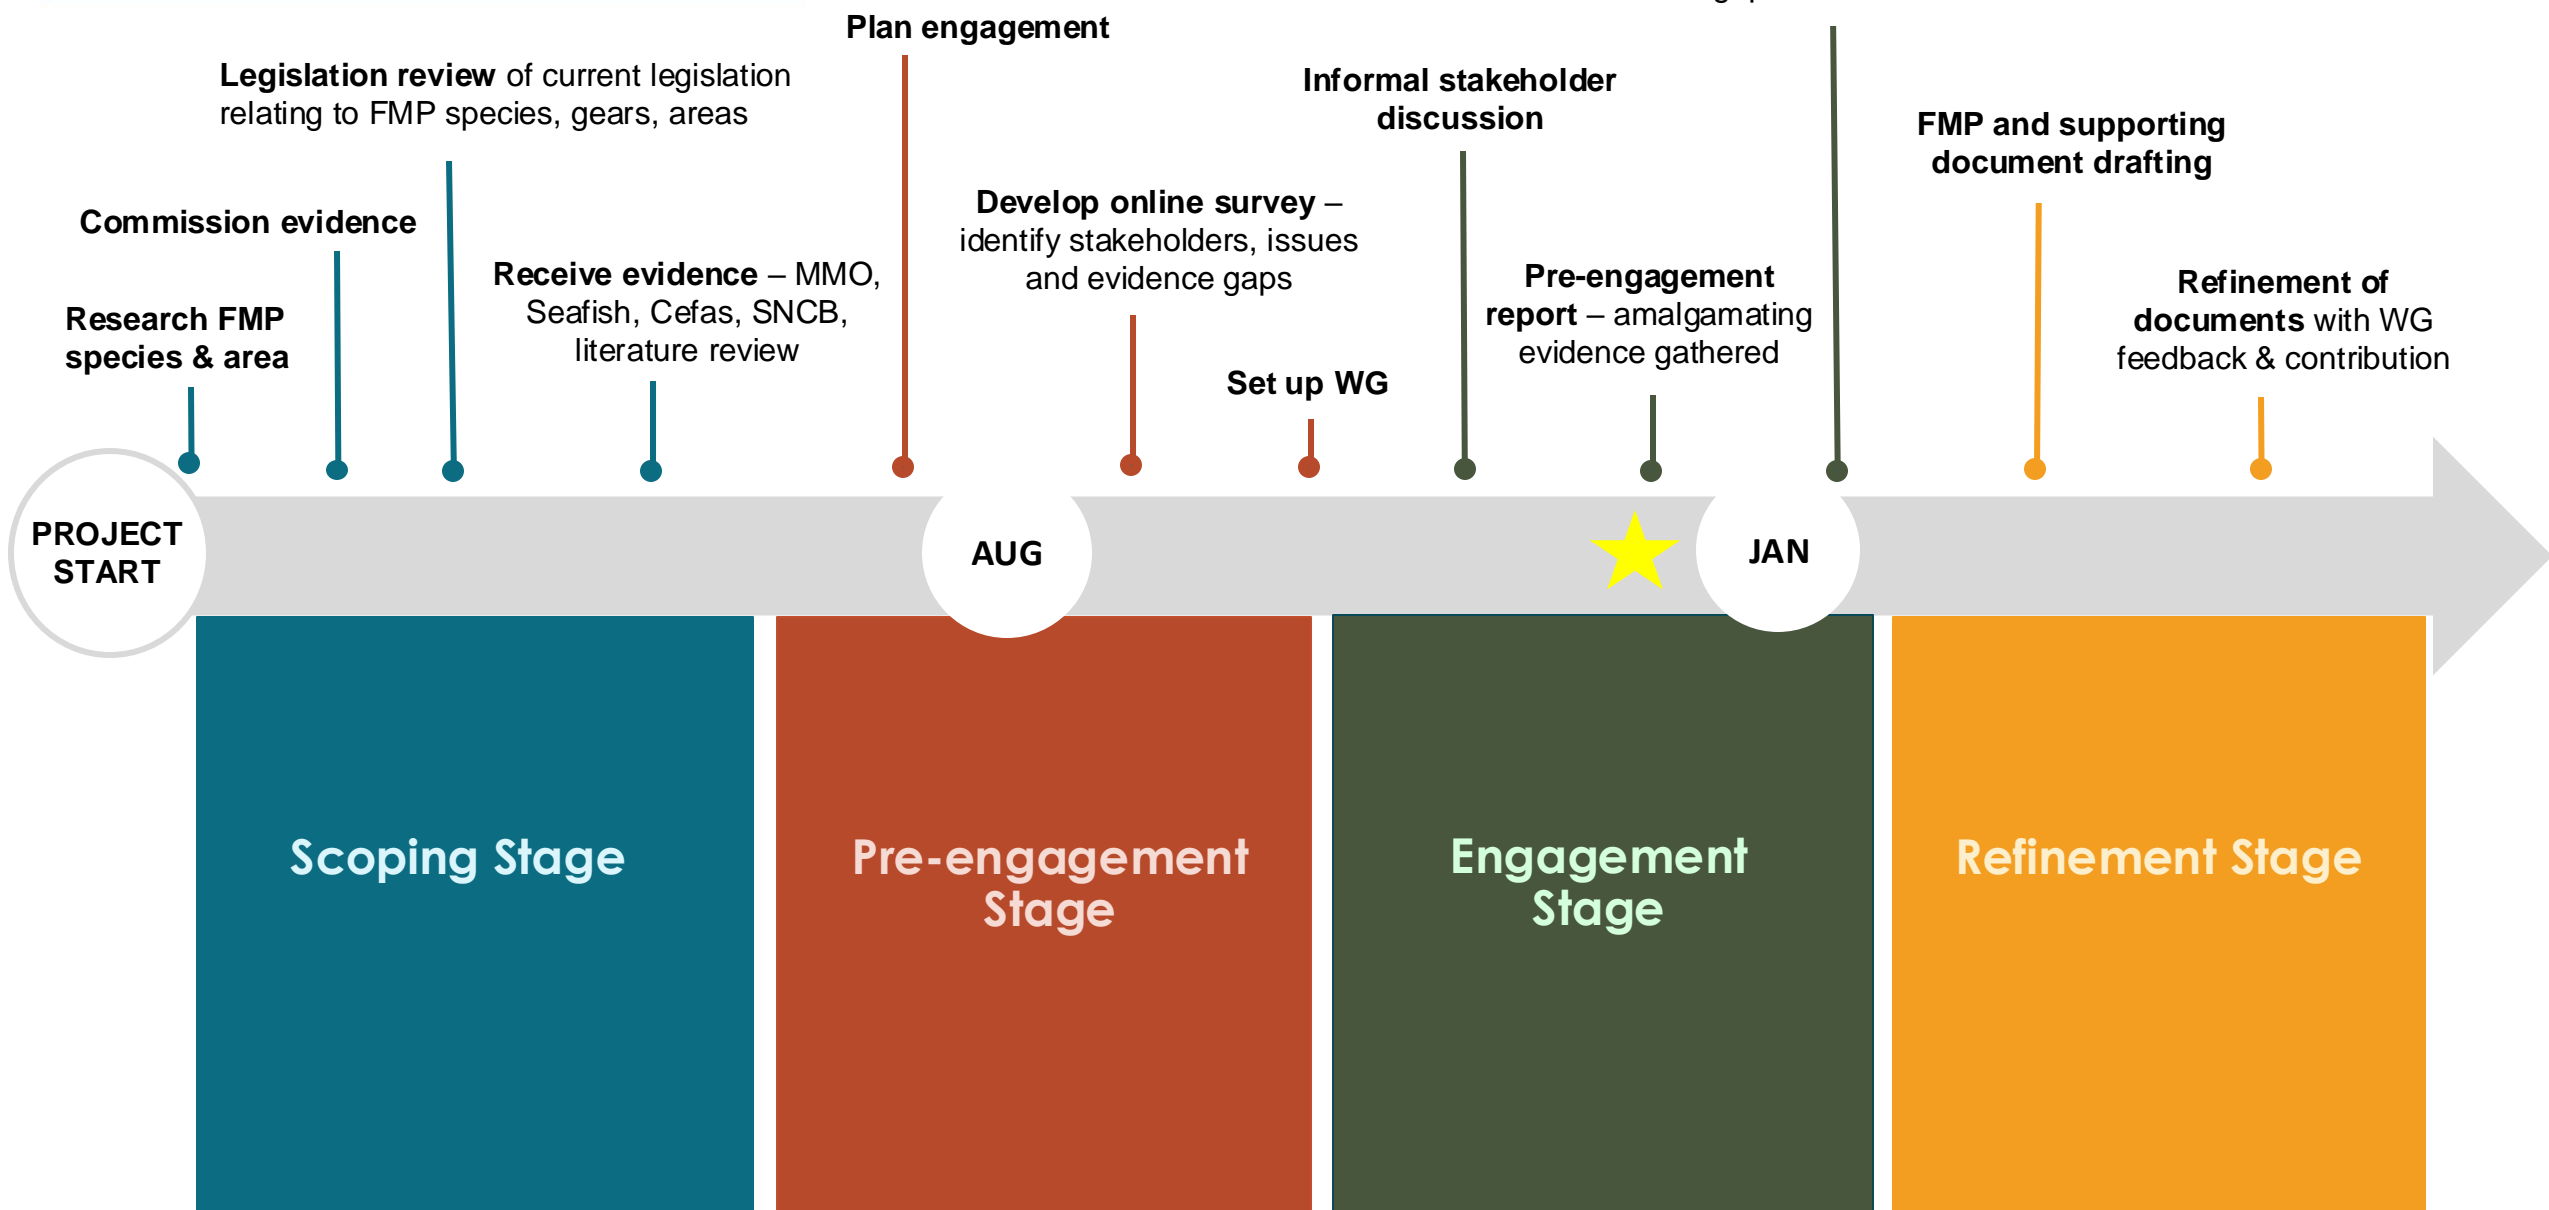 Plan engagement
Legislation review of current legislation
relating to FMP species, gears, areas
Informal stakeholder
discussion
FMP and supporting
document drafting
Commission evidence
Develop online survey –
identify stakeholders, issues
and evidence gaps
Receive evidence – MMO,
Seafish, Cefas, SNCB,
literature review
Research FMP
species & area
Pre-engagement
report – amalgamating
evidence gathered
Refinement of
documents with WG
feedback & contribution
Set up WG
PROJECT
START
AUG
JAN
Scoping Stage
Pre-engagement
Stage
Engagement
Stage
Refinement Stage